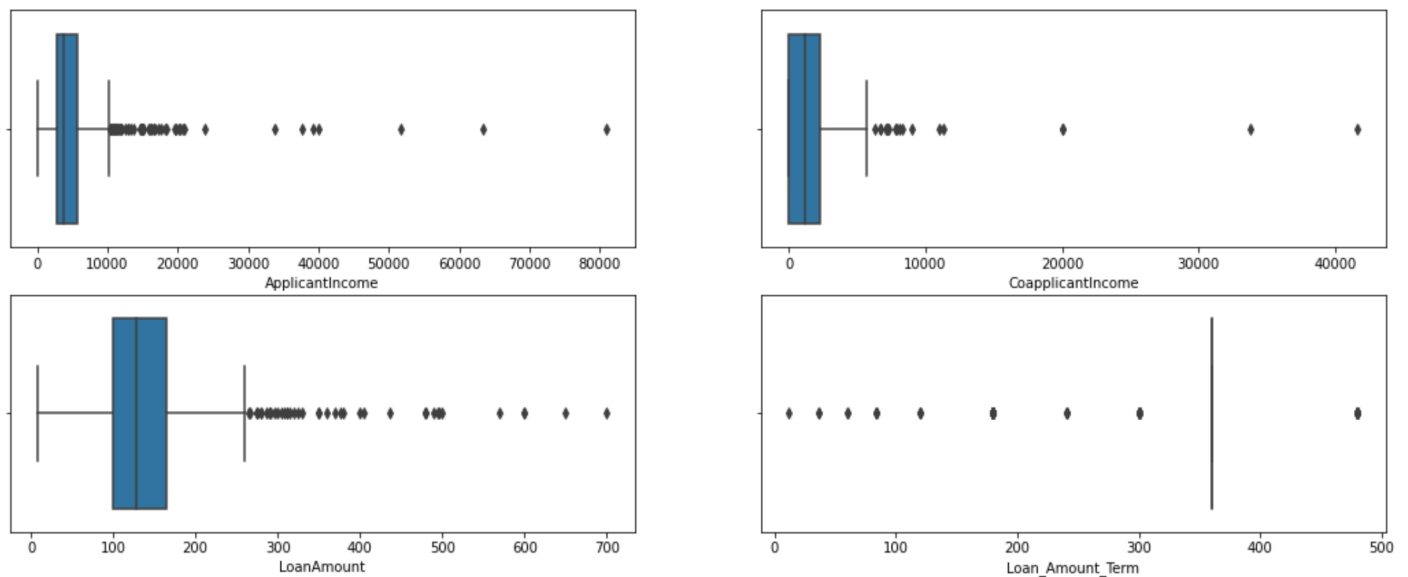 0 10000 20000 30000 40000 50000 60000 70000 80000
ApplicantIncome
0 10000 20000 30000 40000
CoapplicantIncome
0 100 200 300 400 500 600 700
LoanAmount
0 100 200 300 400 500
Loan_Amount_Term